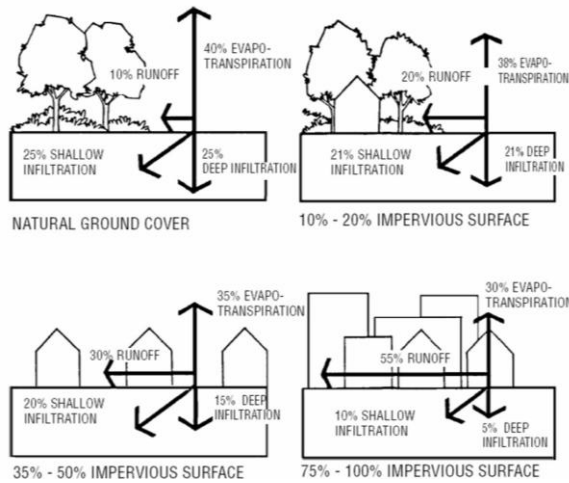 40% EVAPO-
TRANSPIRATION
10% RUNOFF
25% SHALLOW
INFILTRATION
25%
DEEP INFILTRATION
NATURAL GROUND COVER
38% EVAPO-
TRANSPIRATION
20% RUNOFF
21% SHALLOW
INFILTRATION
21% DEEP
INFILTRATION
10% - 20% IMPERVIOUS SURFACE
35% EVAPO-
TRANSPIRATION
30% RUNOFF
20% SHALLOW
INFILTRATION
15% DEEP
INFILTRATION
35% - 50% IMPERVIOUS SURFACE
30% EVAPO-
TRANSPIRATION
55% RUNOFF
10% SHALLOW
INFILTRATION
5% DEEP
INFILTRATION
75% - 100% IMPERVIOUS SURFACE